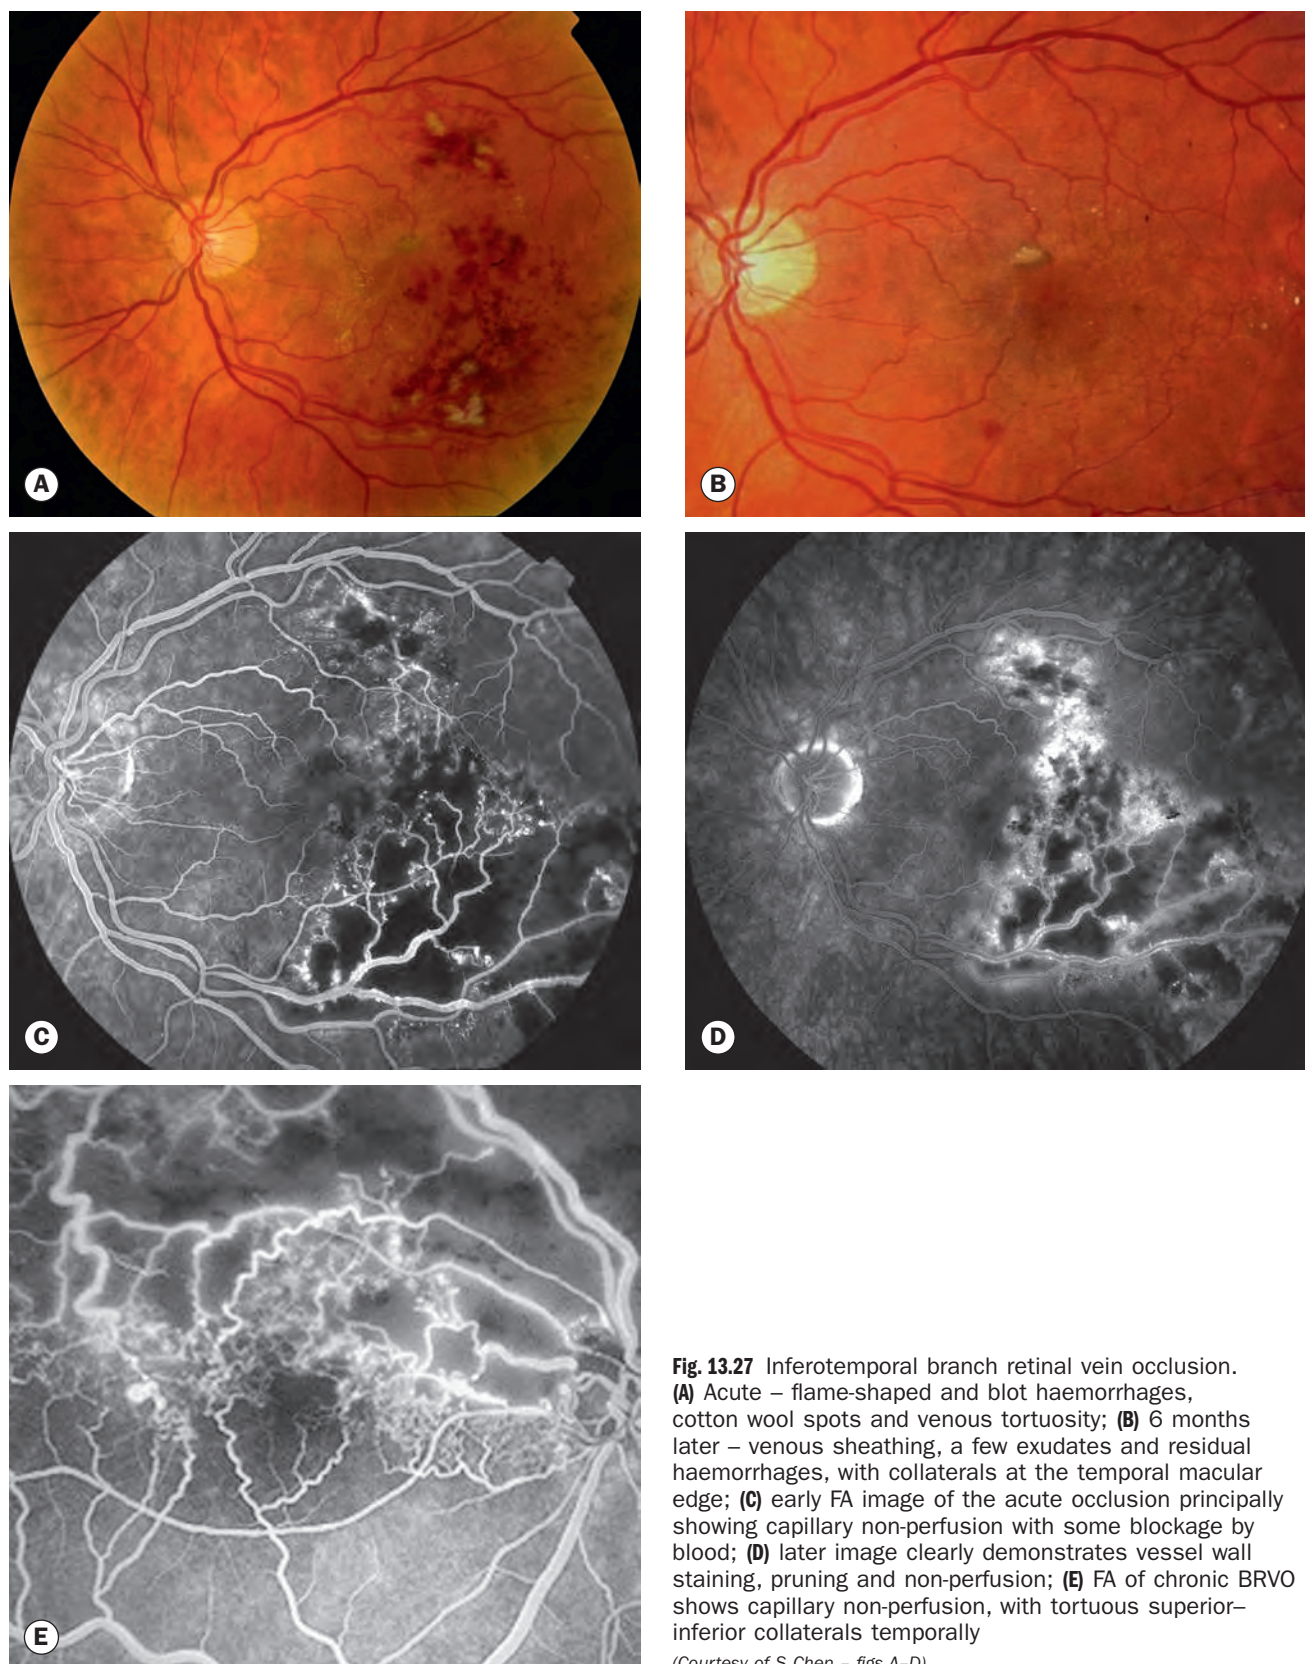 A
B
C
D
E
Fig. 13.27 Inferotemporal branch retinal vein occlusion.
(A) Acute – flame-shaped and blot haemorrhages,
cotton wool spots and venous tortuosity; (B) 6 months
later – venous sheathing, a few exudates and residual
haemorrhages, with collaterals at the temporal macular
edge; (C) early FA image of the acute occlusion principally
showing capillary non-perfusion with some blockage by
blood; (D) later image clearly demonstrates vessel wall
staining, pruning and non-perfusion; (E) FA of chronic BRVO
shows capillary non-perfusion, with tortuous superior–
inferior collaterals temporally
(Courtesy of S Chen – figs A–D)